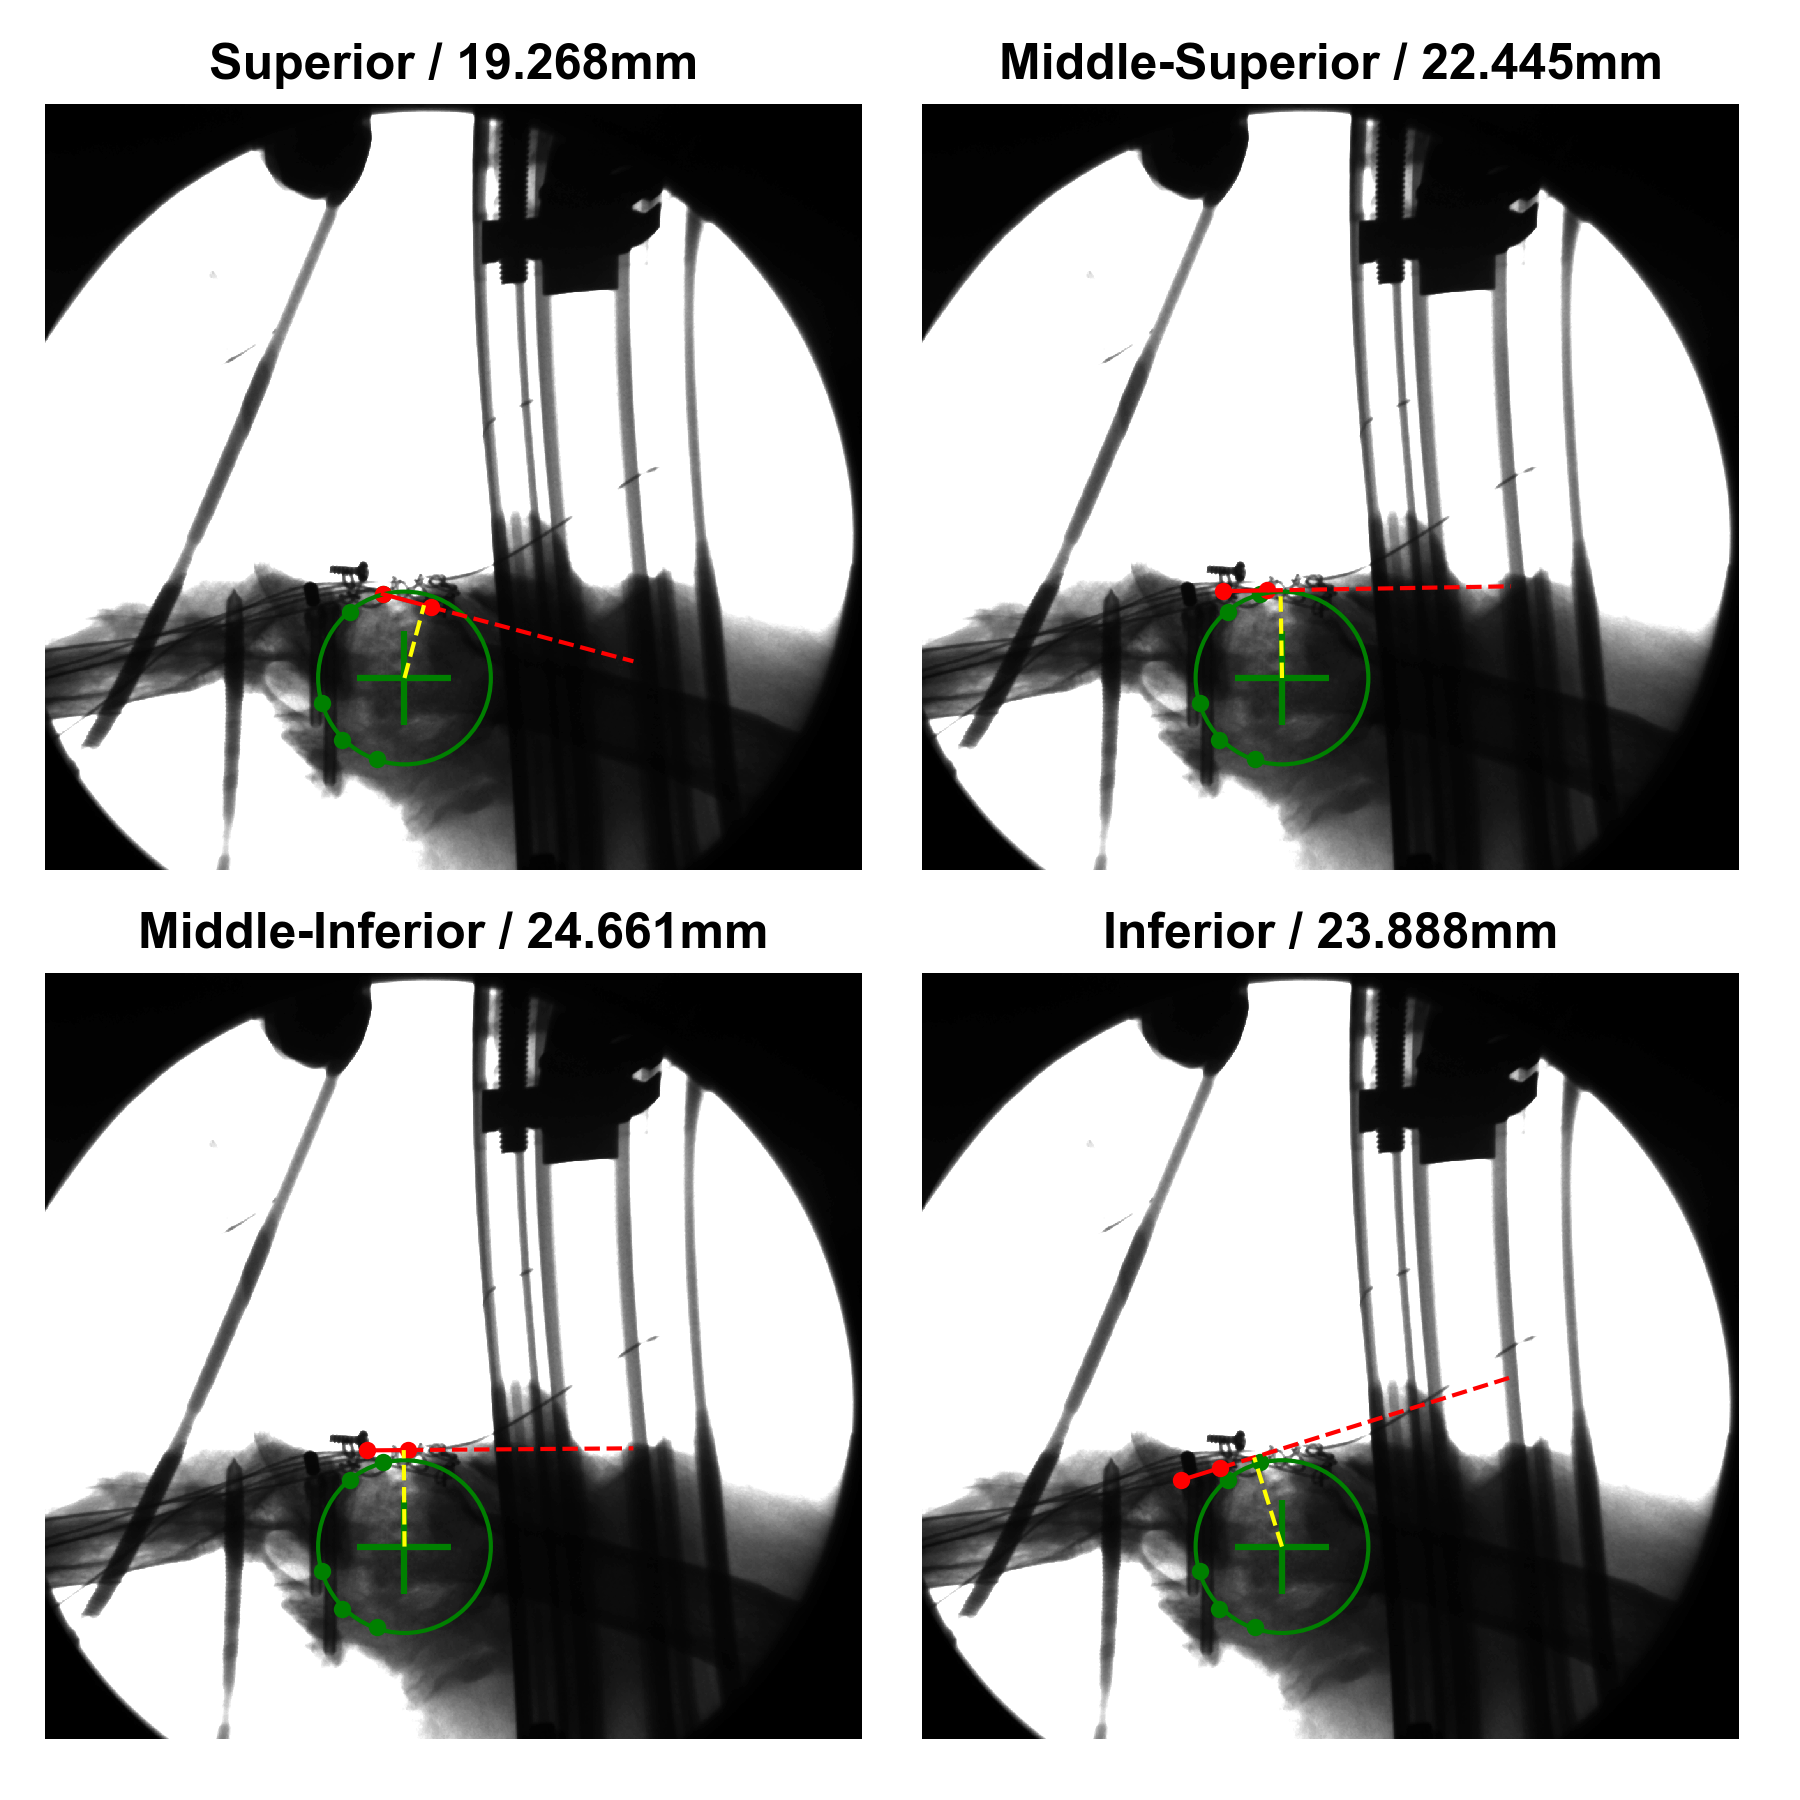 Superior / 19.268mm
Middle-Superior / 22.445mm
Middle-Inferior / 24.661mm
Inferior / 23.888mm